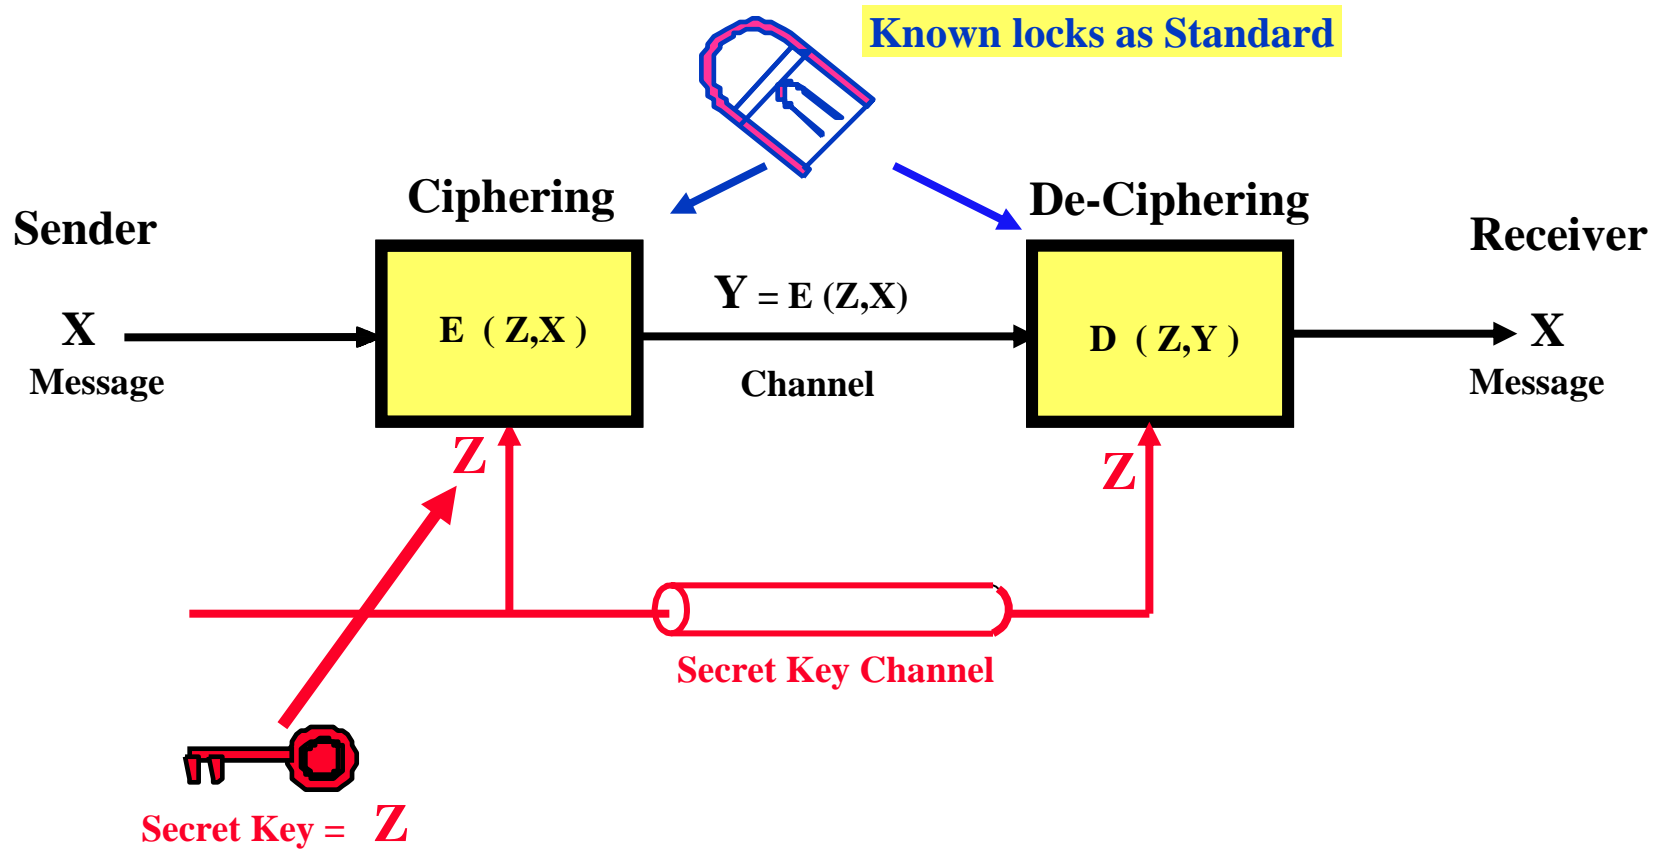 Known locks as Standard
Ciphering
De-Ciphering
Sender
Receiver
Y = E (Z,X)
X
E ( Z,X )
D ( Z,Y )
X
Message
Channel
Message
Z
Z
Secret Key Channel
Secret Key = Z